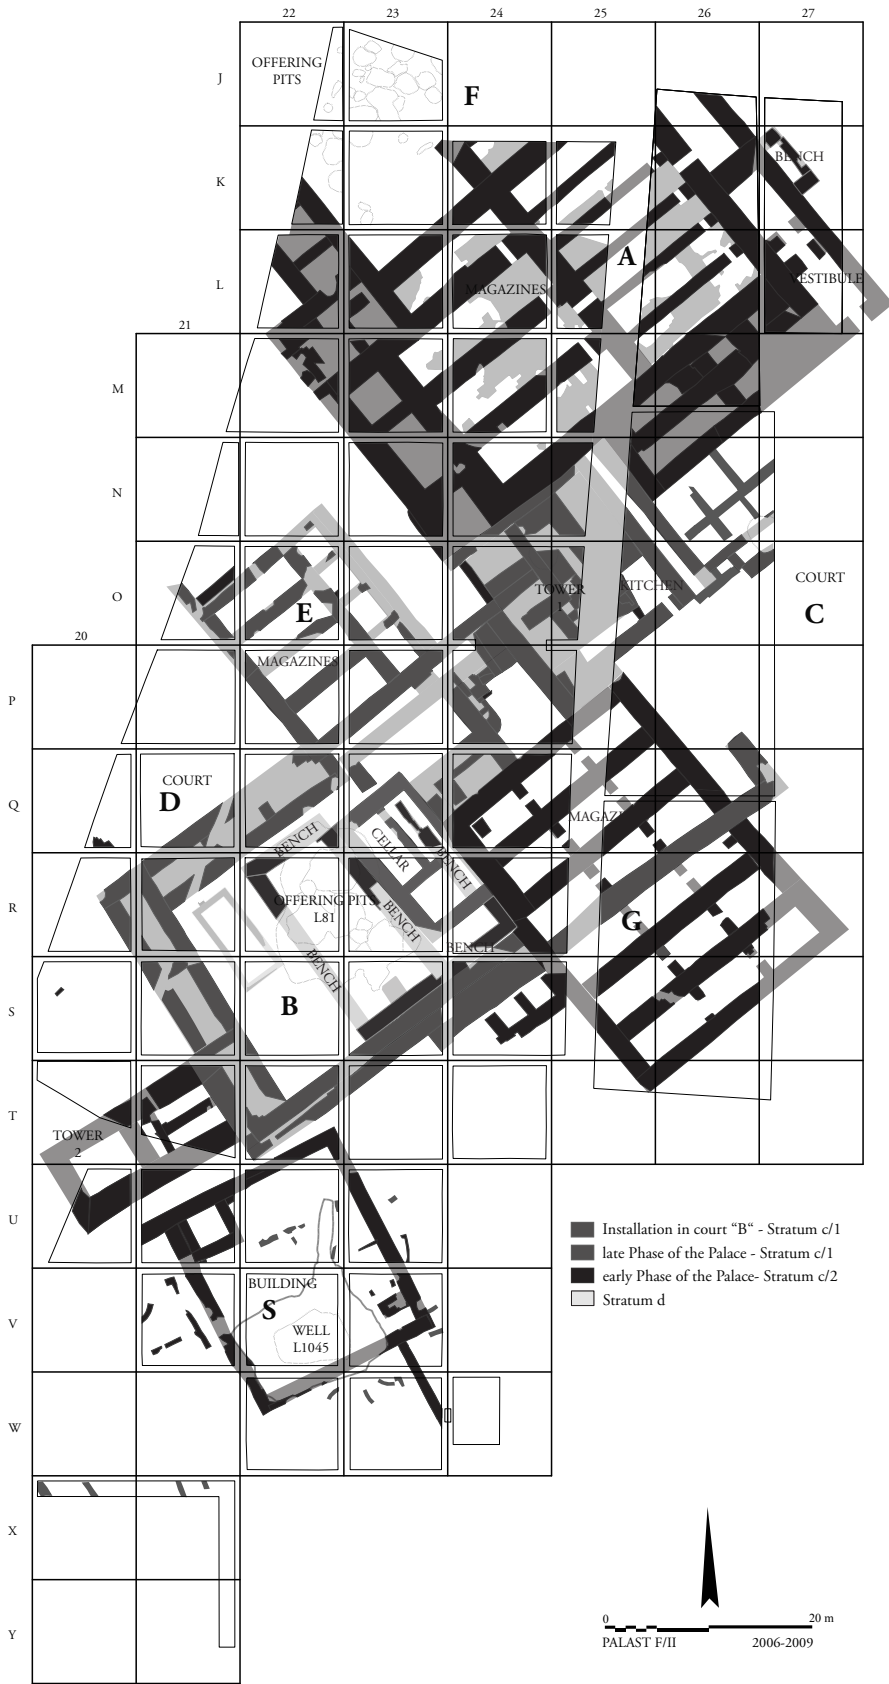 22 23 24 25 26 27
J
OFFERING
PITS
F
K
BENCH
L
A
MAGAZINES
VESTIBULE
21
M
N
O
TOWER
1
KITCHEN
COURT
C
E
20
MAGAZINES
P
Q
COURT
D
MAGAZI
BENCH
CELLAR
BENCH
R
OFFERING PITS
L81
BENCH
G
BENCH
BENCH
S
B
T
TOWER
2
U
Installation in court "B" - Stratum c/1
late Phase of the Palace - Stratum c/1
early Phase of the Palace- Stratum c/2
Stratum d
BUILDING
S
V
WELL
L1045
W
X
Y
0 20 m
PALAST F/II 2006-2009